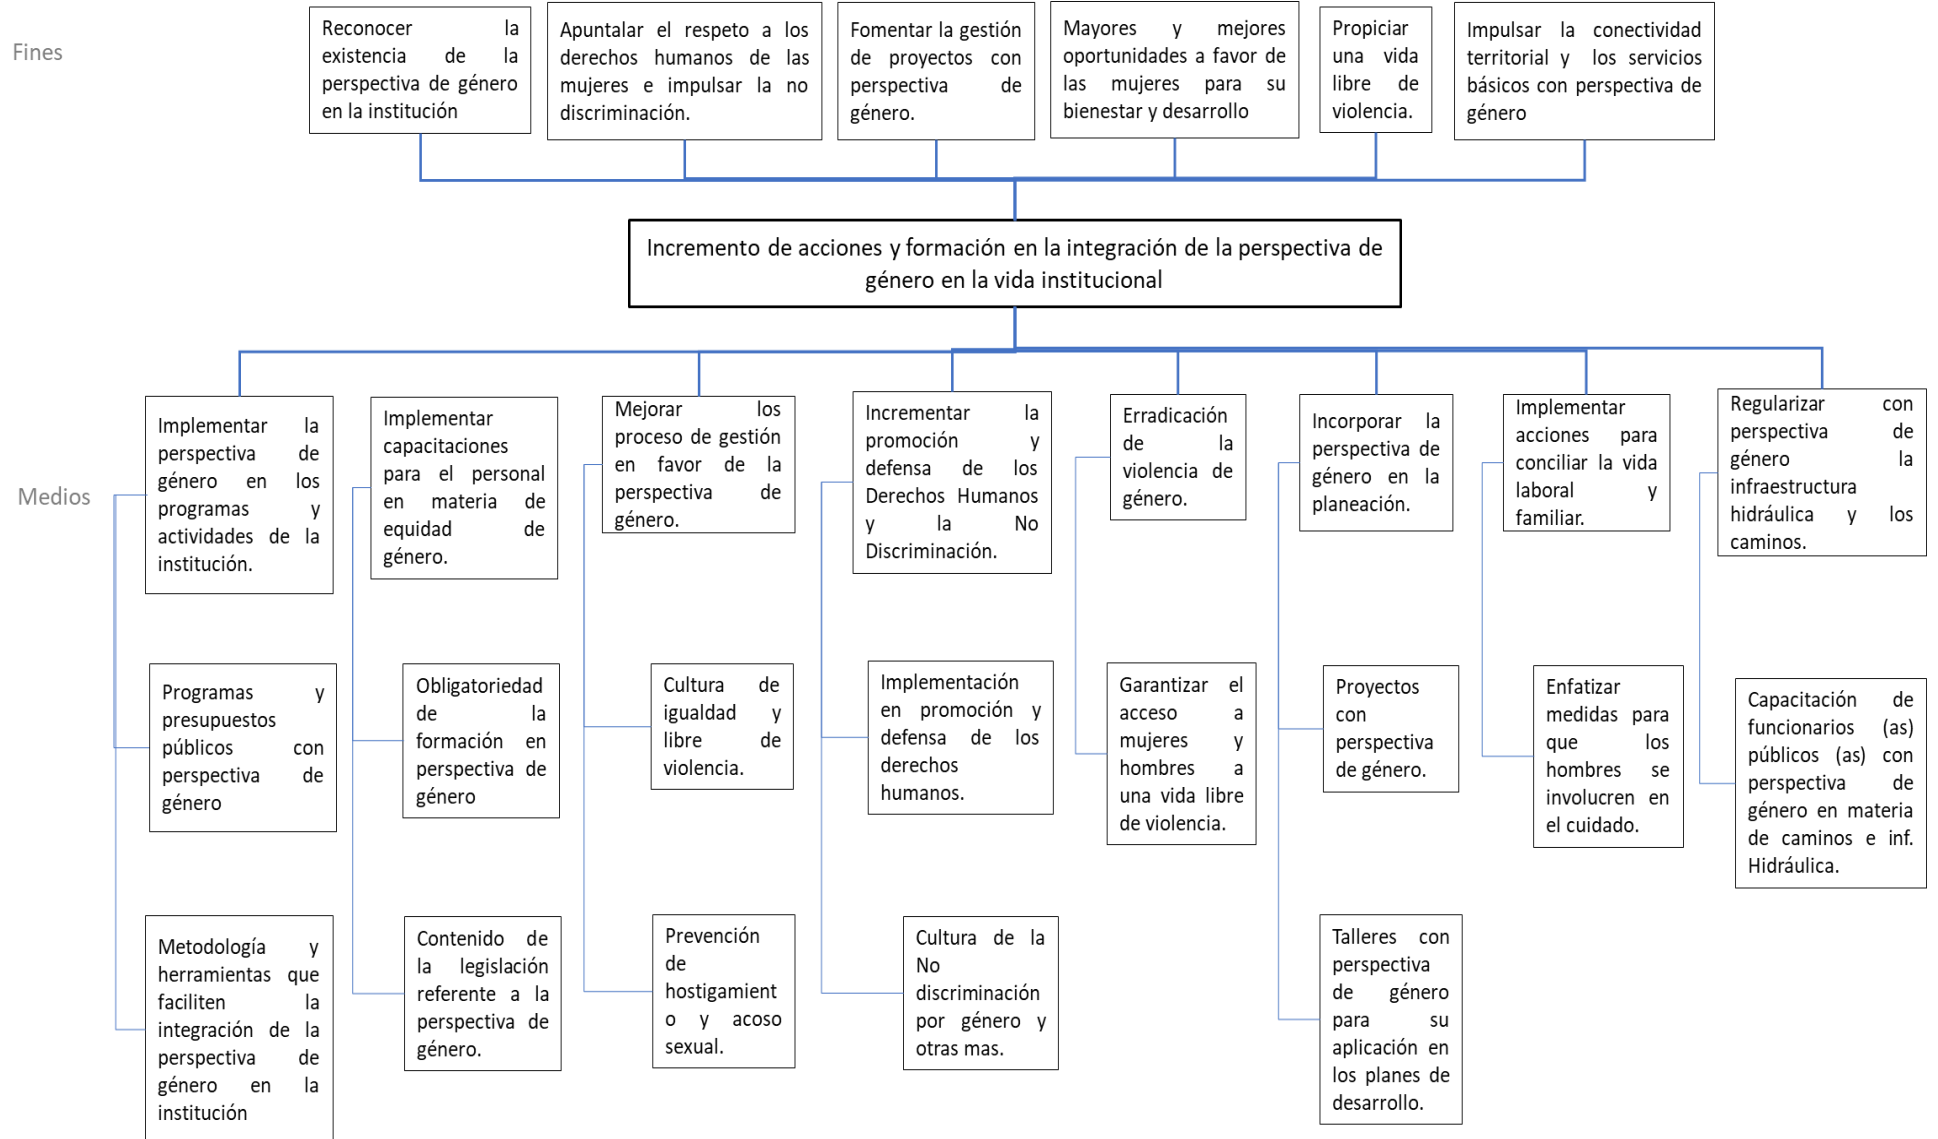 Fines
Reconocer la
existencia de la
perspectiva de género
en la institución
Apuntalar el respeto a los
derechos humanos de las
mujeres e impulsar la no
discriminación.
Fomentar la gestión
de proyectos con
perspectiva de
género.
Mayores y mejores
oportunidades a favor de
las mujeres para su
bienestar y desarrollo
Propiciar
una vida
libre de
violencia.
Impulsar la conectividad
territorial y los servicios
básicos con perspectiva de
género
Incremento de acciones y formación en la integración de la perspectiva de
género en la vida institucional
Medios
Implementar la
perspectiva de
género en los
programas y
actividades de la
institución.
Implementar
capacitaciones
para el personal
en materia de
equidad de
género.
Mejorar los
proceso de gestión
en favor de la
perspectiva de
género.
Incrementar la
promoción y
defensa de los
Derechos Humanos
y la No
Discriminación.
Erradicación
de la
violencia de
género.
Incorporar la
perspectiva de
género en la
planeación.
Implementar
acciones para
conciliar la vida
laboral y
familiar.
Regularizar con
perspectiva de
género la
infraestructura
hidráulica y los
caminos.
Programas y
presupuestos
públicos con
perspectiva de
género
Obligatoriedad
de la
formación en
perspectiva de
género
Cultura de
igualdad y
libre de
violencia.
Implementación
en promoción y
defensa de los
derechos
humanos.
Garantizar el
acceso a
mujeres y
hombres a
una vida libre
de violencia.
Proyectos
con
perspectiva
de género.
Enfatizar
medidas para
que los
hombres se
involucren en
el cuidado.
Capacitación de
funcionarios (as)
públicos (as) con
perspectiva de
género en materia
de caminos e inf.
Hidráulica.
Metodología y
herramientas que
faciliten la
integración de la
perspectiva de
género en la
institución
Contenido de
la legislación
referente a la
perspectiva de
género.
Prevención
de
hostigamient
o y acoso
sexual.
Cultura de la
No
discriminación
por género y
otras mas.
Talleres con
perspectiva
de género
para su
aplicación en
los planes de
desarrollo.